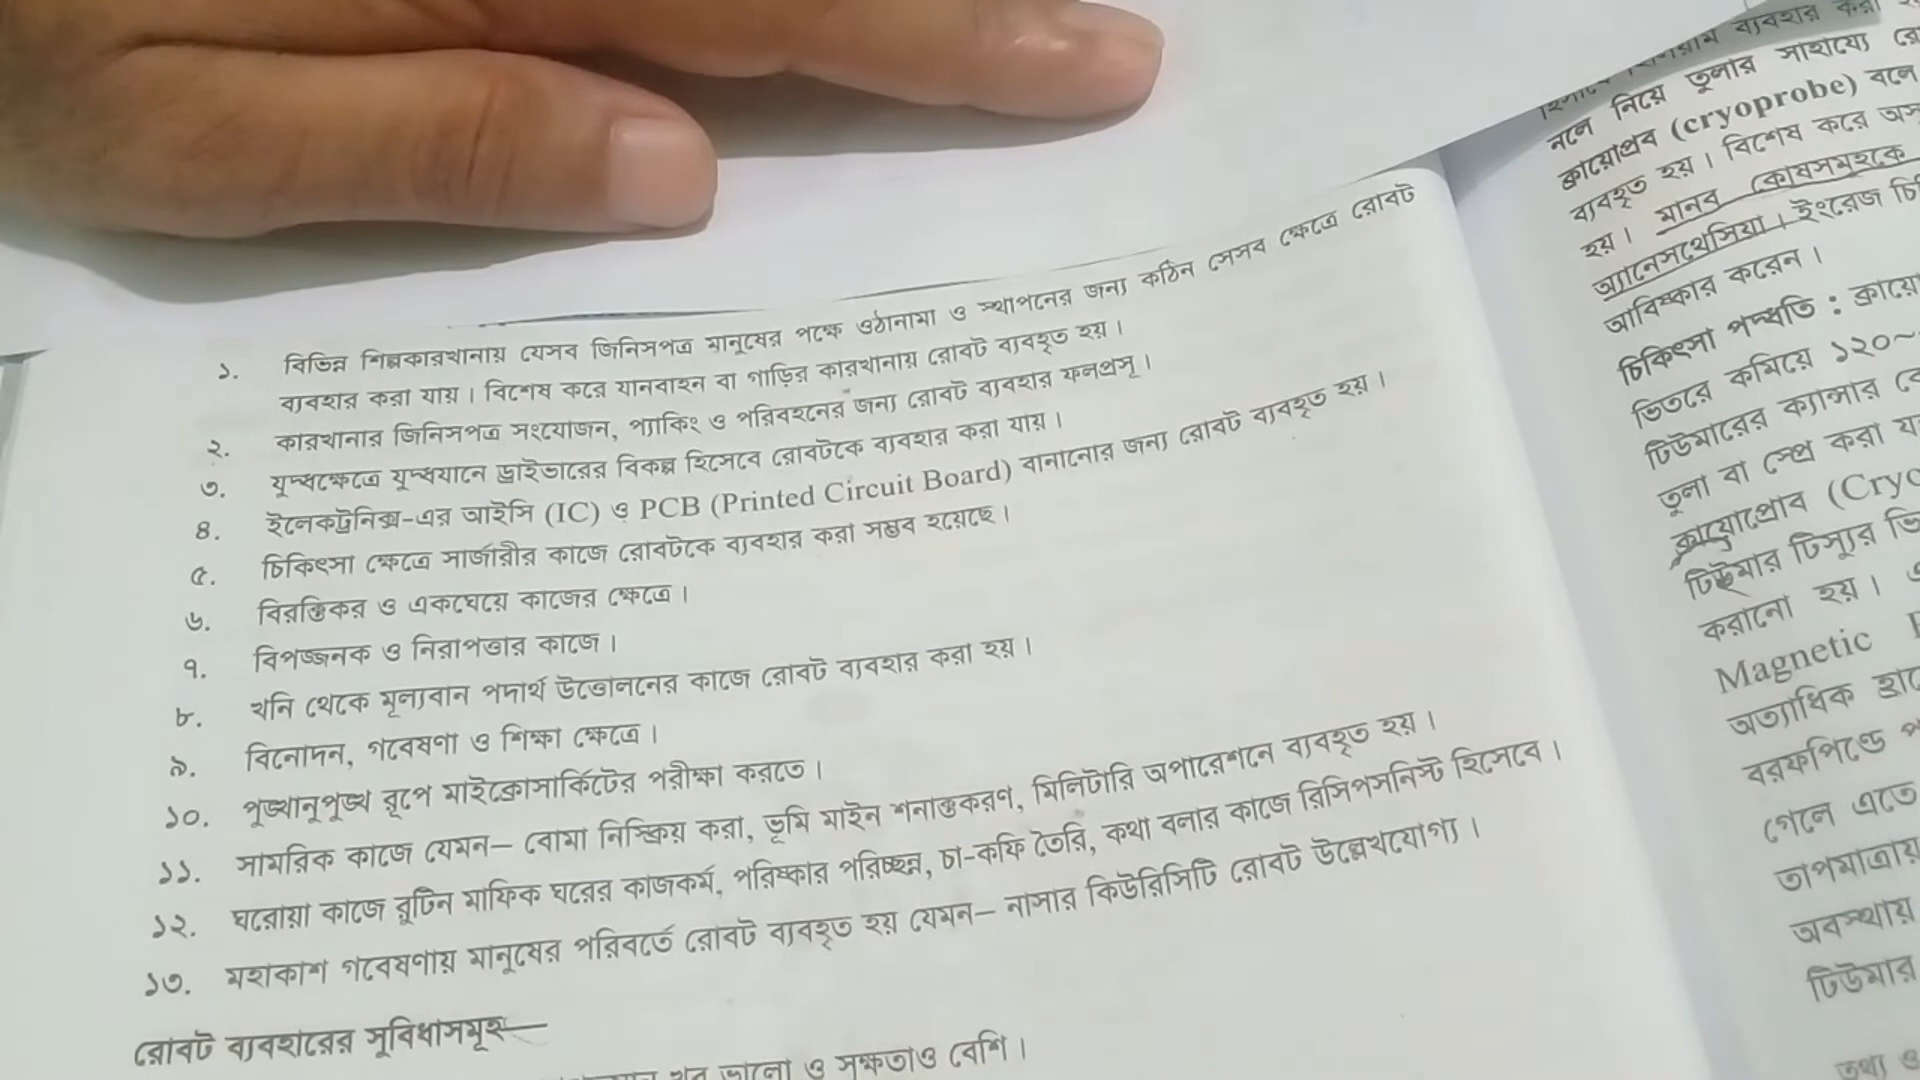 ১. বিভিন্ন শিল্পকারখানায় যেসব জিনিসপত্র মানুষের পক্ষে ওঠানামা ও স্থাপনের জন্য কঠিন সেসব ক্ষেত্রে রোবট
ব্যবহার করা যায়। বিশেষ করে যানবাহন বা গাড়ির কারখানায় রোবট ব্যবহৃত হয়।
২. কারখানার জিনিসপত্র সংযোজন, প্যাকিং ও পরিবহনের জন্য রোবট ব্যবহার ফলপ্রসূ।
৩. যুদ্ধক্ষেত্রে যুদ্ধযানে ড্রাইভারের বিকল্প হিসেবে রোবটকে ব্যবহার করা যায়।
৪. ইলেকট্রনিক্স-এর আইসি (IC) ও PCB (Printed Circuit Board) বানানোর জন্য রোবট ব্যবহৃত হয়।
৫. চিকিৎসা ক্ষেত্রে সার্জারীর কাজে রোবটকে ব্যবহার করা সম্ভব হয়েছে।
৬. বিরক্তিকর ও একঘেয়ে কাজের ক্ষেত্রে।
৭. বিপজ্জনক ও নিরাপত্তার কাজে।
৮. খনি থেকে মূল্যবান পদার্থ উত্তোলনের কাজে রোবট ব্যবহার করা হয়।
৯. বিনোদন, গবেষণা ও শিক্ষা ক্ষেত্রে।
১০. পুঙ্খানুপুঙ্খ রূপে মাইক্রোসার্কিটের পরীক্ষা করতে।
১১. সামরিক কাজে যেমন– বোমা নিস্ক্রিয় করা, ভূমি মাইন শনাক্তকরণ, মিলিটারি অপারেশনে ব্যবহৃত হয়।
১২. ঘরোয়া কাজে রুটিন মাফিক ঘরের কাজকর্ম, পরিষ্কার পরিচ্ছন্ন, চা-কফি তৈরি, কথা বলার কাজে রিসিপসনিস্ট হিসেবে।
১৩. মহাকাশ গবেষণায় মানুষের পরিবর্তে রোবট ব্যবহৃত হয় যেমন– নাসার কিউরিসিটি রোবট উল্লেখযোগ্য।
রোবট ব্যবহারের সুবিধাসমূহ—
ভালো ও সক্ষতাও বেশি।
ব্যবহার করা
নলে নিয়ে তুলার সাহায্যে
ক্রায়োপ্রব (cryoprobe) বলে
ব্যবহৃত হয়। বিশেষ করে
হয়। মানব কোষসমূহকে
অ্যানেসথেসিয়া। ইংরেজ
আবিষ্কার করেন।
চিকিৎসা পদ্ধতি :
ভিতরে কমিয়ে ১২০~
টিউমারের ক্যান্সার
তুলা বা স্প্রে করা
ক্রায়োপ্রোব
টিউমার টিস্যুর
করানো হয়।
Magnetic
অত্যাধিক
বরফপিণ্ডে
গেলে এতে
তাপমাত্রায়
অবস্থায়
টিউমার
তথ্য ও